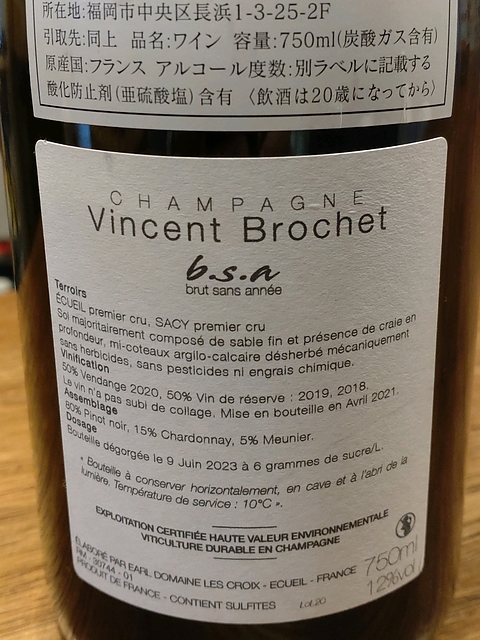 所在地:福岡市中央区長浜1-3-25-2F
引取先:同上 品名:ワイン 容量:750ml(炭酸ガス含有)
原産国:フランス アルコール度数:別ラベルに記載する
酸化防止剤(亜硫酸塩)含有 〈飲酒は20歳になってから〉
CHAMPAGNE
Vincent Brochet
b.s.a
brut sans année
Terroirs
ÉCUEIL premier cru, SACY premier cru
Soi majoritairement composé de sable fin et présence de craie en
profondeur, mi-coteaux argilo-calcaire désherbé mécaniquement
sans herbicides, sans pesticides ni engrais chimique.
Vinification
50% Vendange 2020, 50% Vin de réserve : 2019, 2018.
Le vin n'a pas subi de collage. Mise en bouteille en Avril 2021.
Assemblage
80% Pinot noir, 15% Chardonnay, 5% Meunier.
Dosage
Bouteille dégorgée le 9 Juin 2023 à 6 grammes de sucre/L.
" Bouteille à conserver horizontalement, en cave et à l'abri de la
lumière. Température de service : 10°C ".
EXPLOITATION CERTIFIÉE HAUTE VALEUR ENVIRONNEMENTALE
VITICULTURE DURABLE EN CHAMPAGNE
ÉLABORÉ PAR EARL DOMAINE LES CROIX - ECUEIL - FRANCE
RM : 30744 - 01
PRODUIT DE FRANCE - CONTIENT SULFITES
Lot.20
750ml
12%vol